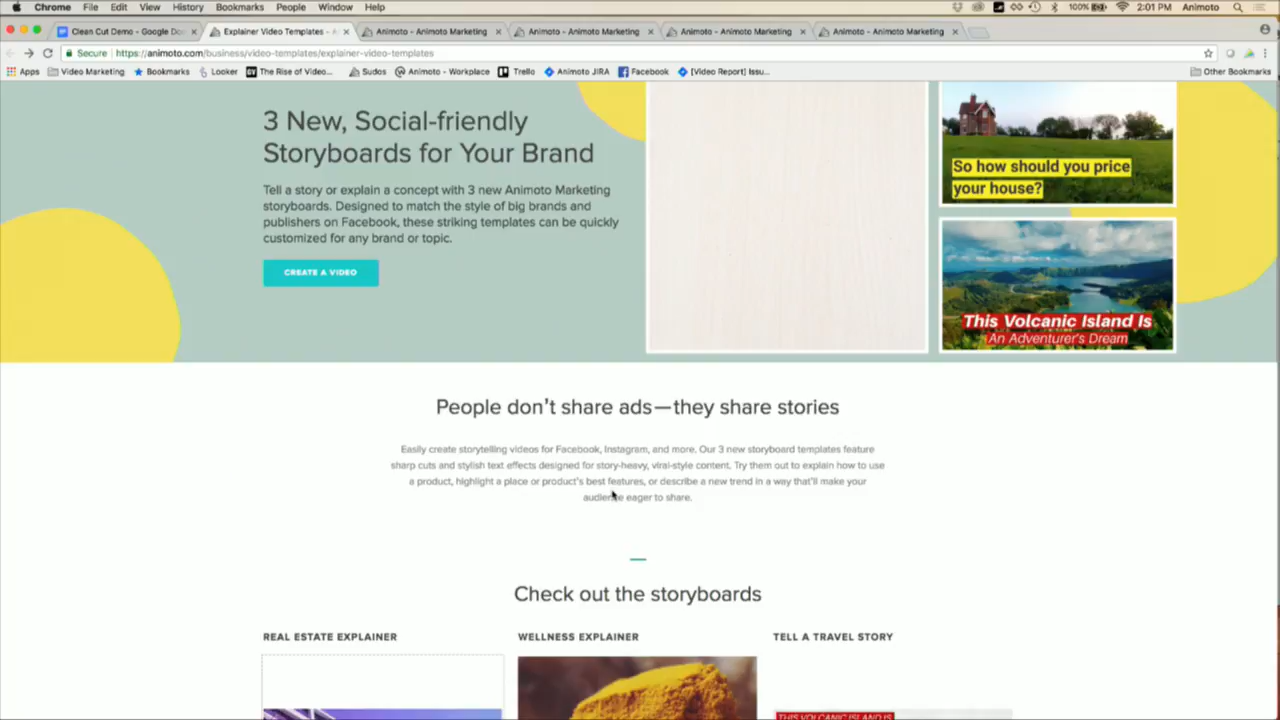 Chrome File Edit View History Bookmarks People Window Help 100% 2:01 PM Animoto
Clean Cut Demo - Google Do Explainer Video Templates - A Animoto - Animoto Marketing Animoto - Animoto Marketing Animoto - Animoto Marketing Animoto - Animoto Marketing
Secure https://animoto.com/business/video-templates/explainer-video-templates
Apps Video Marketing Bookmarks Looker The Rise of Video... Sudos Animoto - Workplace Trello Animoto JIRA Facebook [Video Report] Issu... Other Bookmarks
3 New, Social-friendly
Storyboards for Your Brand
Tell a story or explain a concept with 3 new Animoto Marketing
storyboards. Designed to match the style of big brands and
publishers on Facebook, these striking templates can be quickly
customized for any brand or topic.
CREATE A VIDEO
So how should you price
your house?
This Volcanic Island Is
An Adventurer's Dream
People don't share ads—they share stories
Easily create storytelling videos for Facebook, Instagram, and more. Our 3 new storyboard templates feature
sharp cuts and stylish text effects designed for story-heavy, viral-style content. Try them out to explain how to use
a product, highlight a place or product's best features, or describe a new trend in a way that'll make your
audience eager to share.
Check out the storyboards
REAL ESTATE EXPLAINER
WELLNESS EXPLAINER
TELL A TRAVEL STORY
THIS VOLCANIC ISLAND IS